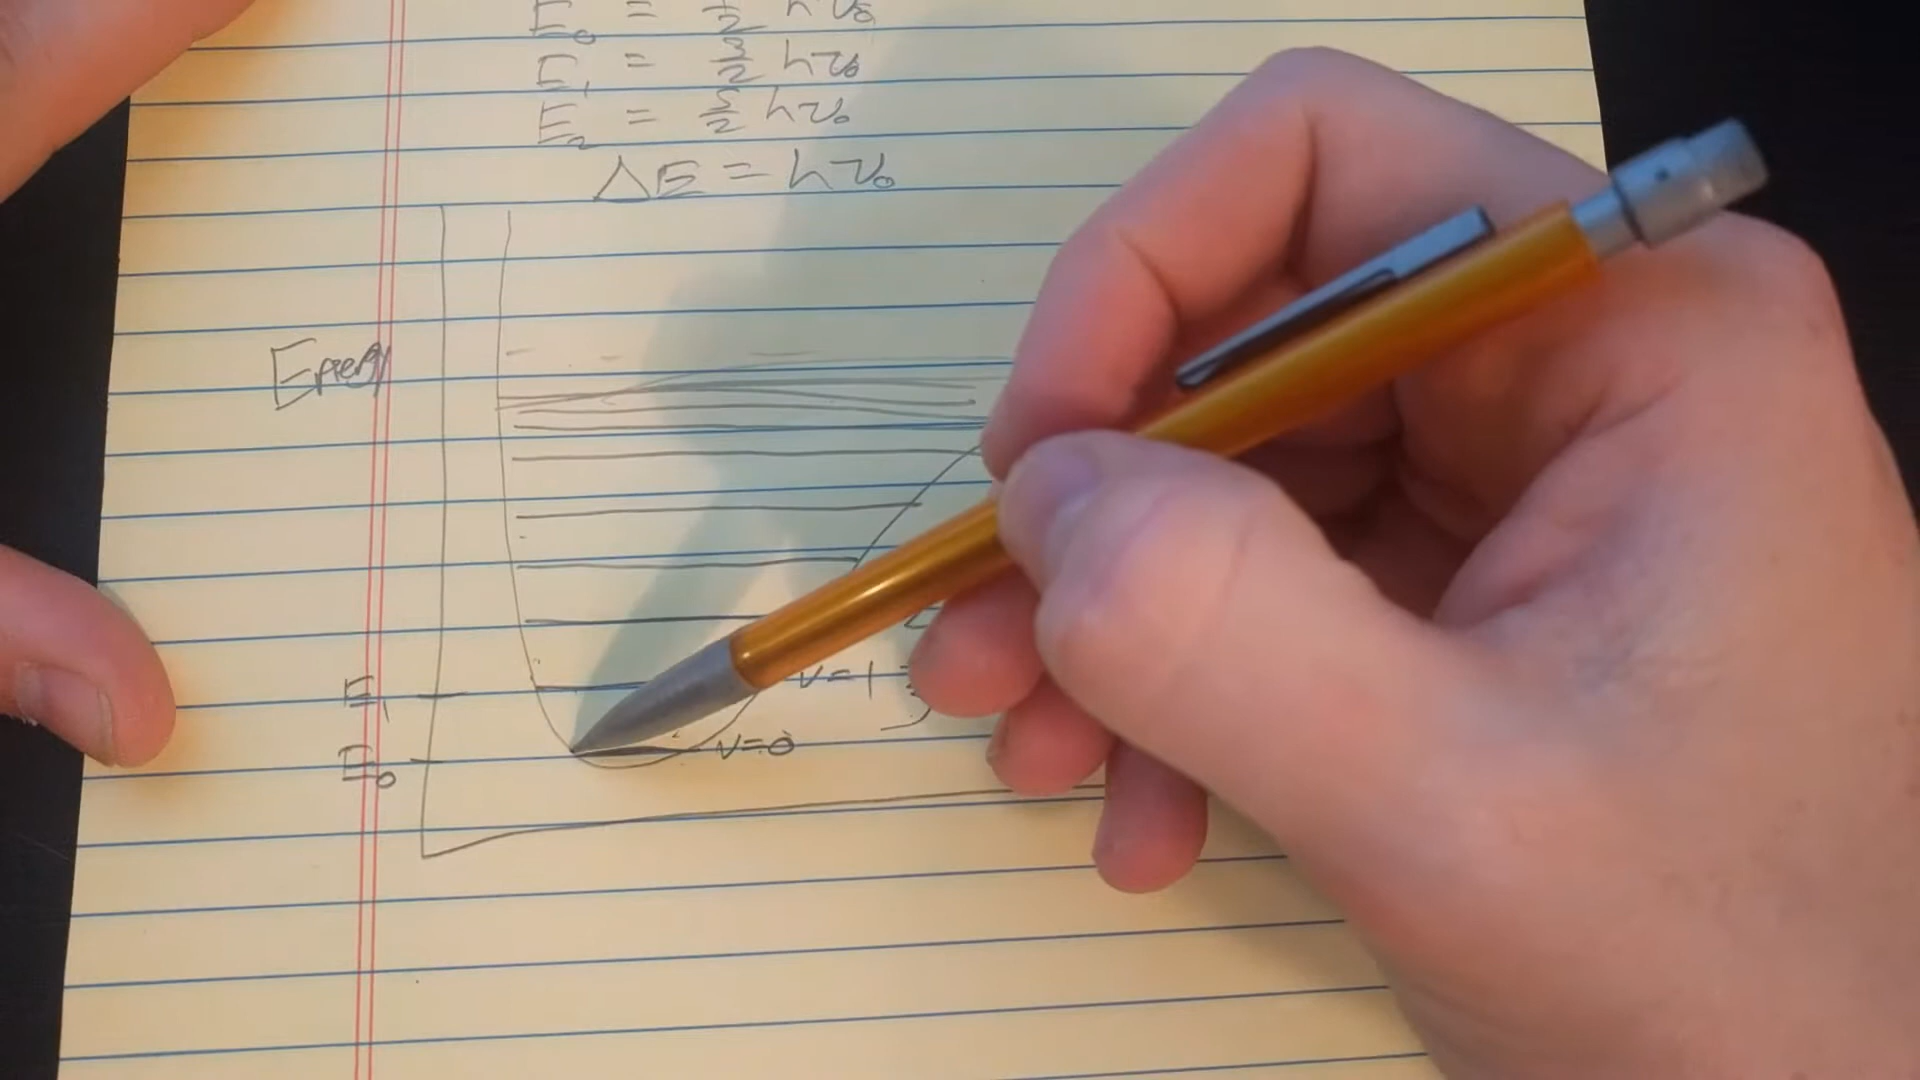 E₀ = 1/2 hν₀
E₁ = 3/2 hν₀
E₂ = 5/2 hν₀
ΔE = hν₀
Energy
E₁
v=1
E₀
v=0